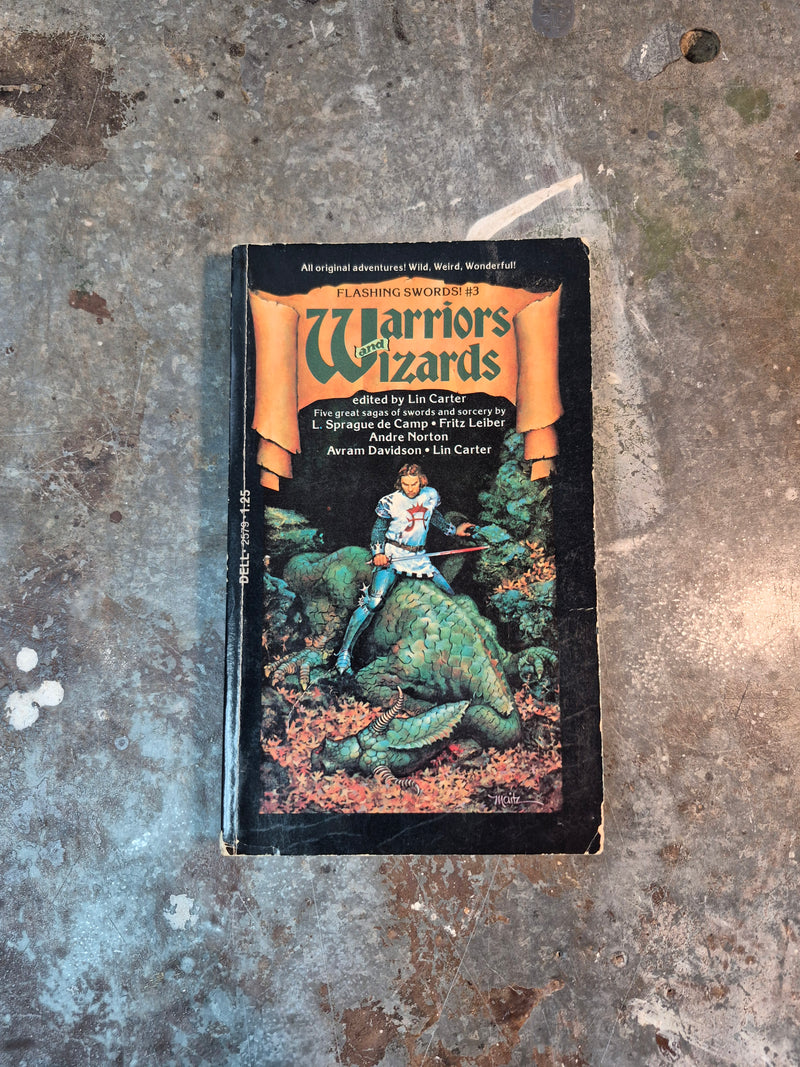 All original adventures! Wild, Weird, Wonderful!
FLASHING SWORDS! #3
Warriors
and
Wizards
edited by Lin Carter
Five great sagas of swords and sorcery by
L. Sprague de Camp • Fritz Leiber
Andre Norton
Avram Davidson • Lin Carter
DELL • 2579 • 1.25
Maitz